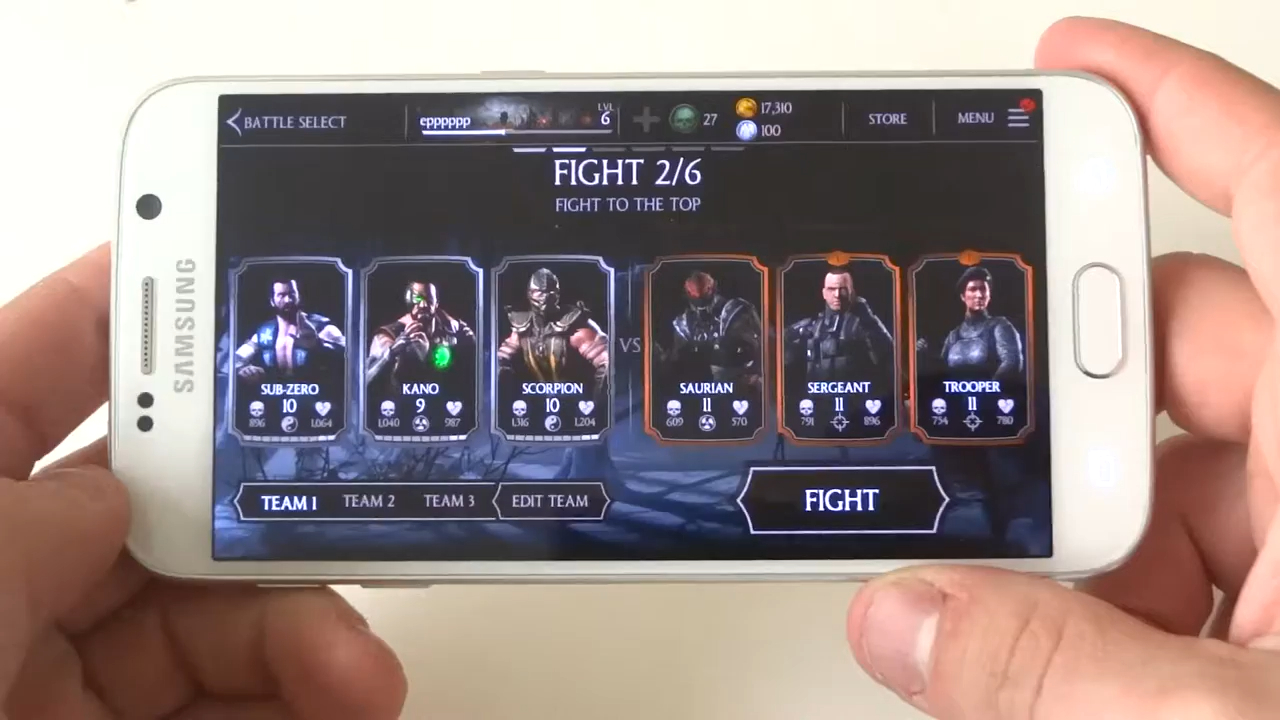 SAMSUNG
BATTLE SELECT
epppppp
LVL
6
27
17,310
100
STORE
MENU
FIGHT 2/6
FIGHT TO THE TOP
SUB-ZERO
10
896 1,064
KANO
9
1,040 987
SCORPION
10
1,316 1,204
VS
SAURIAN
11
609 570
SERGEANT
11
791 896
TROOPER
11
754 780
TEAM 1 TEAM 2 TEAM 3 EDIT TEAM
FIGHT